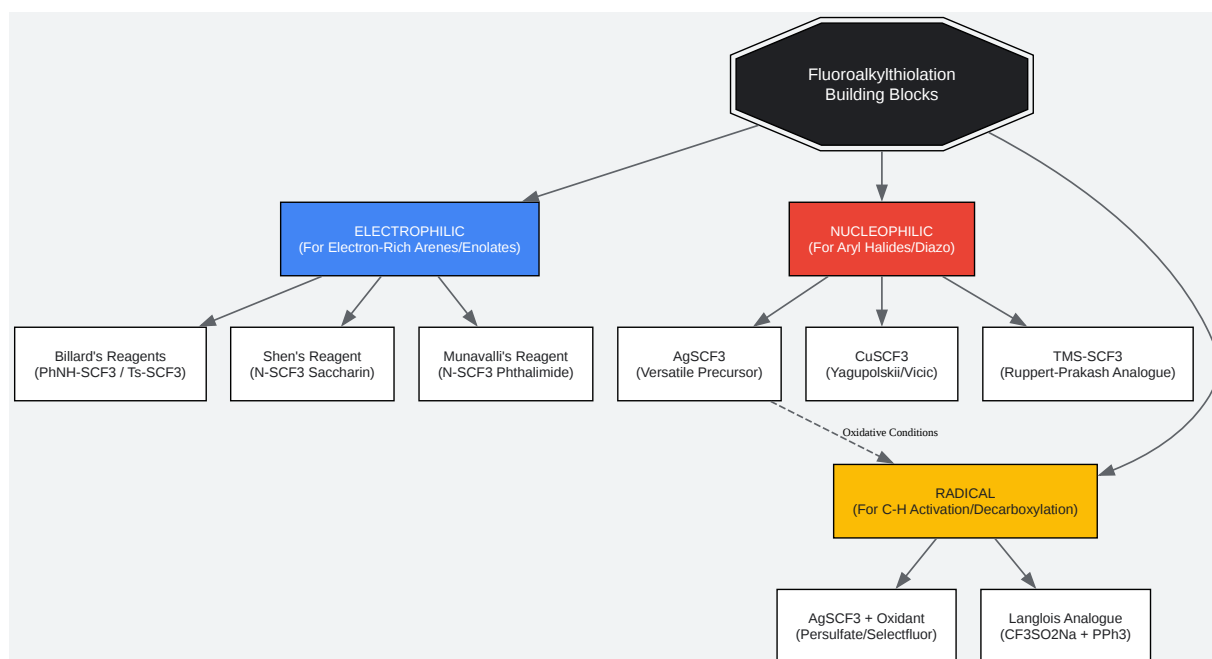 Fluoroalkylthiolation
Building Blocks
ELECTROPHILIC
(For Electron-Rich Arenes/Enolates)
NUCLEOPHILIC
(For Aryl Halides/Diazo)
Billard's Reagents
(PhNH-SCF3 / Ts-SCF3)
Shen's Reagent
(N-SCF3 Saccharin)
Munavalli's Reagent
(N-SCF3 Phthalimide)
AgSCF3
(Versatile Precursor)
CuSCF3
(Yagupolskii/Vicic)
TMS-SCF3
(Ruppert-Prakash Analogue)
Oxidative Conditions
RADICAL
(For C-H Activation/Decarboxylation)
AgSCF3 + Oxidant
(Persulfate/Selectfluor)
Langlois Analogue
(CF3SO2Na + PPh3)